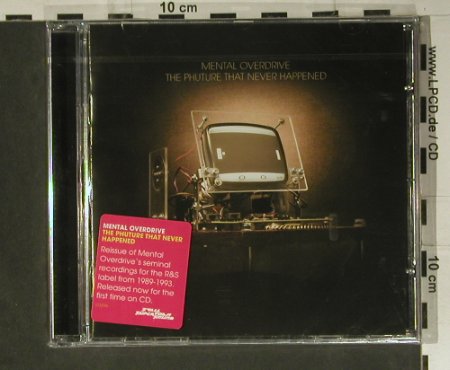 10 cm
MENTAL OVERDRIVE
THE PHUTURE THAT NEVER HAPPENED
www.LPCD.de / CD
10 cm
MENTAL OVERDRIVE
THE PHUTURE THAT NEVER
HAPPENED
Reissue of Mental
Overdrive's seminal
recordings for the R&S
label from 1989-1993.
Released now for the
first time on CD.